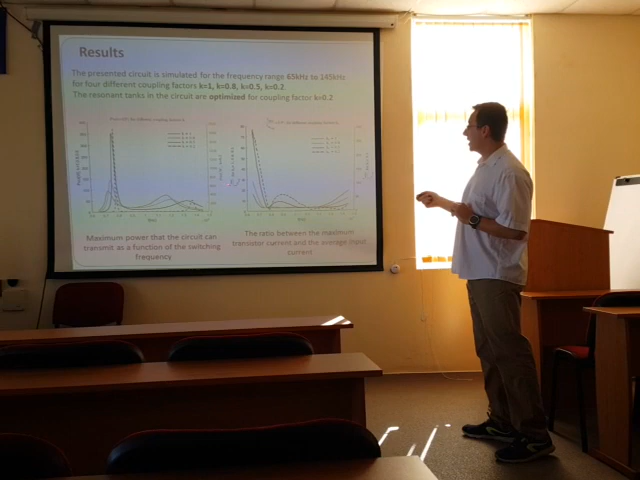 Results
The presented circuit is simulated for the frequency range 65kHz to 145kHz
for four different coupling factors k=1, k=0.8, k=0.5, k=0.2
The resonant tanks in the circuit are optimized for coupling factor k=0.2
Maximum power that the circuit can
transmit as a function of the switching
frequency
The ratio between the maximum
transistor current and the average input
current